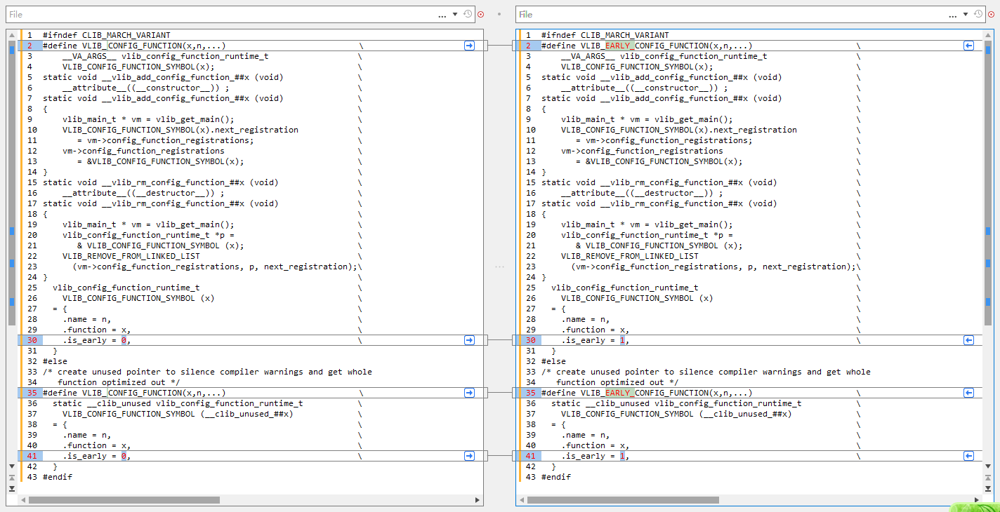 File
...
1 #ifndef CLIB_MARCH_VARIANT
2 #define VLIB_CONFIG_FUNCTION(x,n,...) \
3 __VA_ARGS__ vlib_config_function_runtime_t \
4 VLIB_CONFIG_FUNCTION_SYMBOL(x); \
5 static void __vlib_add_config_function_##x (void) \
6 __attribute__((__constructor__)) ; \
7 static void __vlib_add_config_function_##x (void) \
8 { \
9 vlib_main_t * vm = vlib_get_main(); \
10 VLIB_CONFIG_FUNCTION_SYMBOL(x).next_registration \
11 = vm->config_function_registrations; \
12 vm->config_function_registrations \
13 = &VLIB_CONFIG_FUNCTION_SYMBOL(x); \
14 } \
15 static void __vlib_rm_config_function_##x (void) \
16 __attribute__((__destructor__)) ; \
17 static void __vlib_rm_config_function_##x (void) \
18 { \
19 vlib_main_t * vm = vlib_get_main(); \
20 vlib_config_function_runtime_t *p = \
21 & VLIB_CONFIG_FUNCTION_SYMBOL (x); \
22 VLIB_REMOVE_FROM_LINKED_LIST \
23 (vm->config_function_registrations, p, next_registration);\
24 } \
25 vlib_config_function_runtime_t \
26 VLIB_CONFIG_FUNCTION_SYMBOL (x) \
27 = { \
28 .name = n, \
29 .function = x, \
30 .is_early = 0, \
31 }
32 #else
33 /* create unused pointer to silence compiler warnings and get whole
34 function optimized out */
35 #define VLIB_CONFIG_FUNCTION(x,n,...) \
36 static __clib_unused vlib_config_function_runtime_t \
37 VLIB_CONFIG_FUNCTION_SYMBOL (__clib_unused_##x) \
38 = { \
39 .name = n, \
40 .function = x, \
41 .is_early = 0, \
42 }
43 #endif
File
...
1 #ifndef CLIB_MARCH_VARIANT
2 #define VLIB_EARLY_CONFIG_FUNCTION(x,n,...) \
3 __VA_ARGS__ vlib_config_function_runtime_t \
4 VLIB_CONFIG_FUNCTION_SYMBOL(x); \
5 static void __vlib_add_config_function_##x (void) \
6 __attribute__((__constructor__)) ; \
7 static void __vlib_add_config_function_##x (void) \
8 { \
9 vlib_main_t * vm = vlib_get_main(); \
10 VLIB_CONFIG_FUNCTION_SYMBOL(x).next_registration \
11 = vm->config_function_registrations; \
12 vm->config_function_registrations \
13 = &VLIB_CONFIG_FUNCTION_SYMBOL(x); \
14 } \
15 static void __vlib_rm_config_function_##x (void) \
16 __attribute__((__destructor__)) ; \
17 static void __vlib_rm_config_function_##x (void) \
18 { \
19 vlib_main_t * vm = vlib_get_main(); \
20 vlib_config_function_runtime_t *p = \
21 & VLIB_CONFIG_FUNCTION_SYMBOL (x); \
22 VLIB_REMOVE_FROM_LINKED_LIST \
23 (vm->config_function_registrations, p, next_registration);\
24 } \
25 vlib_config_function_runtime_t \
26 VLIB_CONFIG_FUNCTION_SYMBOL (x) \
27 = { \
28 .name = n, \
29 .function = x, \
30 .is_early = 1, \
31 }
32 #else
33 /* create unused pointer to silence compiler warnings and get whole
34 function optimized out */
35 #define VLIB_EARLY_CONFIG_FUNCTION(x,n,...) \
36 static __clib_unused vlib_config_function_runtime_t \
37 VLIB_CONFIG_FUNCTION_SYMBOL (__clib_unused_##x) \
38 = { \
39 .name = n, \
40 .function = x, \
41 .is_early = 1, \
42 }
43 #endif